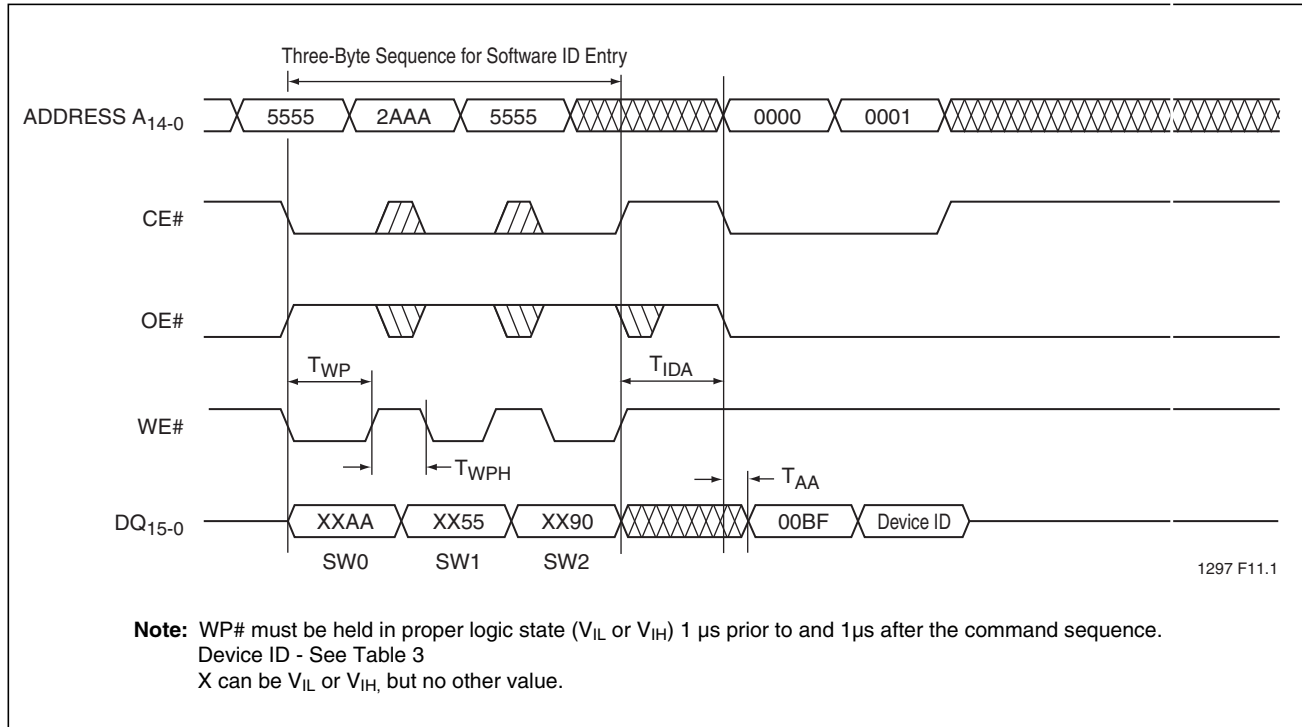 Three-Byte Sequence for Software ID Entry
ADDRESS A14-0 5555 2AAA 5555 0000 0001
CE#
OE#
TWP TIDA
WE#
TWPH TAA
DQ15-0 XXAA XX55 XX90 00BF Device ID
SW0 SW1 SW2
1297 F11.1
Note: WP# must be held in proper logic state (VIL or VIH) 1 µs prior to and 1µs after the command sequence.
Device ID - See Table 3
X can be VIL or VIH, but no other value.